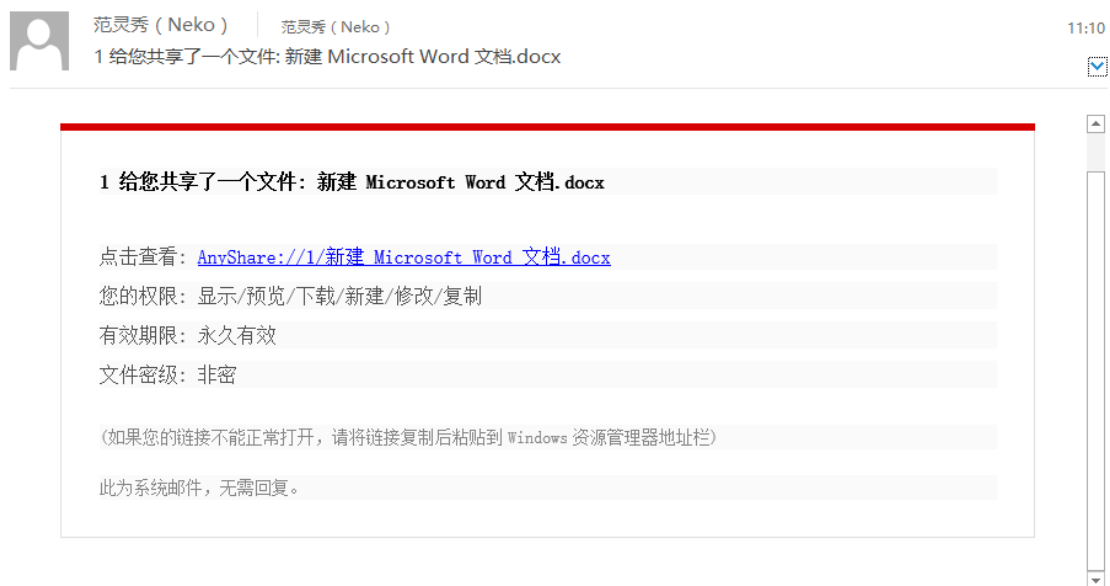 范灵秀（Neko） 范灵秀（Neko）
11:10
1 给您共享了一个文件: 新建 Microsoft Word 文档.docx
1 给您共享了一个文件: 新建 Microsoft Word 文档.docx
点击查看: AnyShare://1/新建 Microsoft Word 文档.docx
您的权限: 显示/预览/下载/新建/修改/复制
有效期限: 永久有效
文件密级: 非密
(如果您的链接不能正常打开，请将链接复制后粘贴到 Windows 资源管理器地址栏)
此为系统邮件，无需回复。